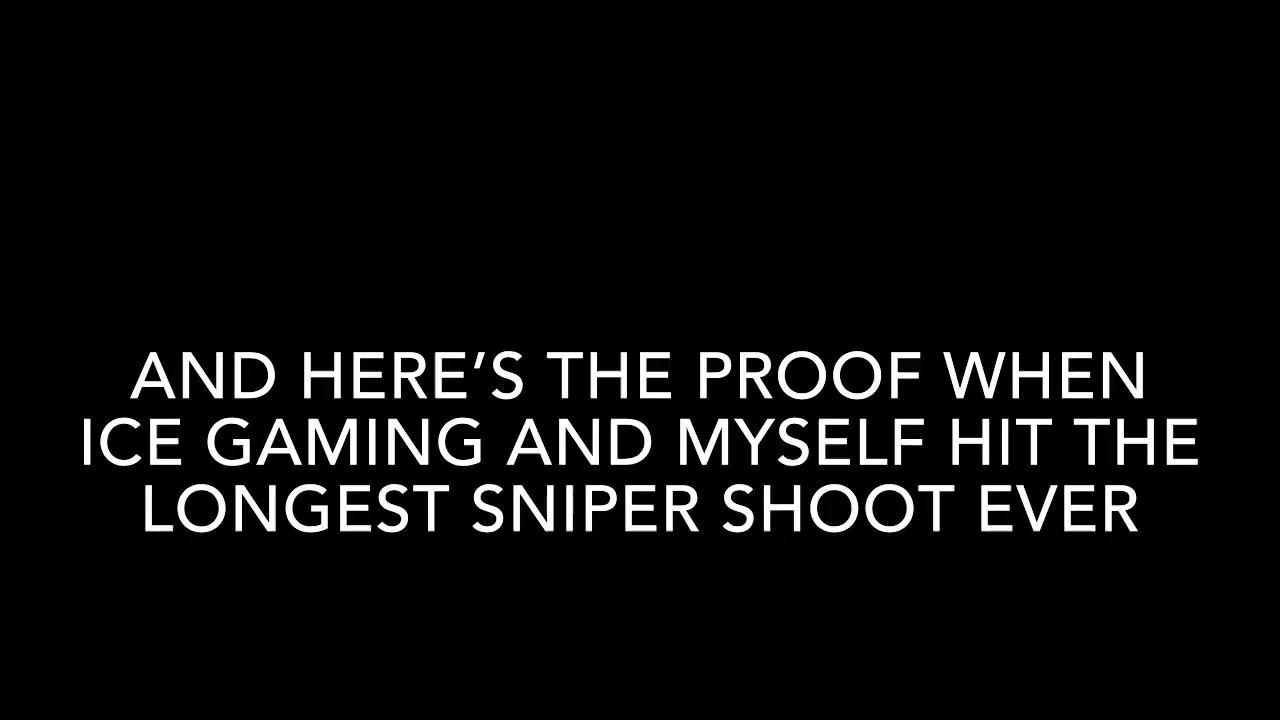 AND HERE’S THE PROOF WHEN
ICE GAMING AND MYSELF HIT THE
LONGEST SNIPER SHOOT EVER